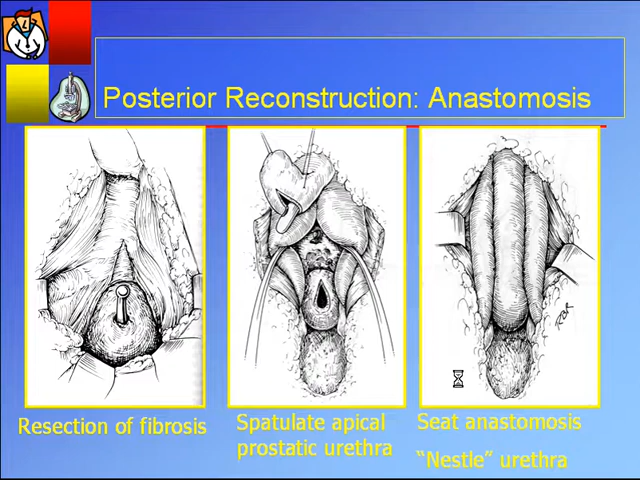 Posterior Reconstruction: Anastomosis
Resection of fibrosis
Spatulate apical
prostatic urethra
Seat anastomosis
“Nestle” urethra